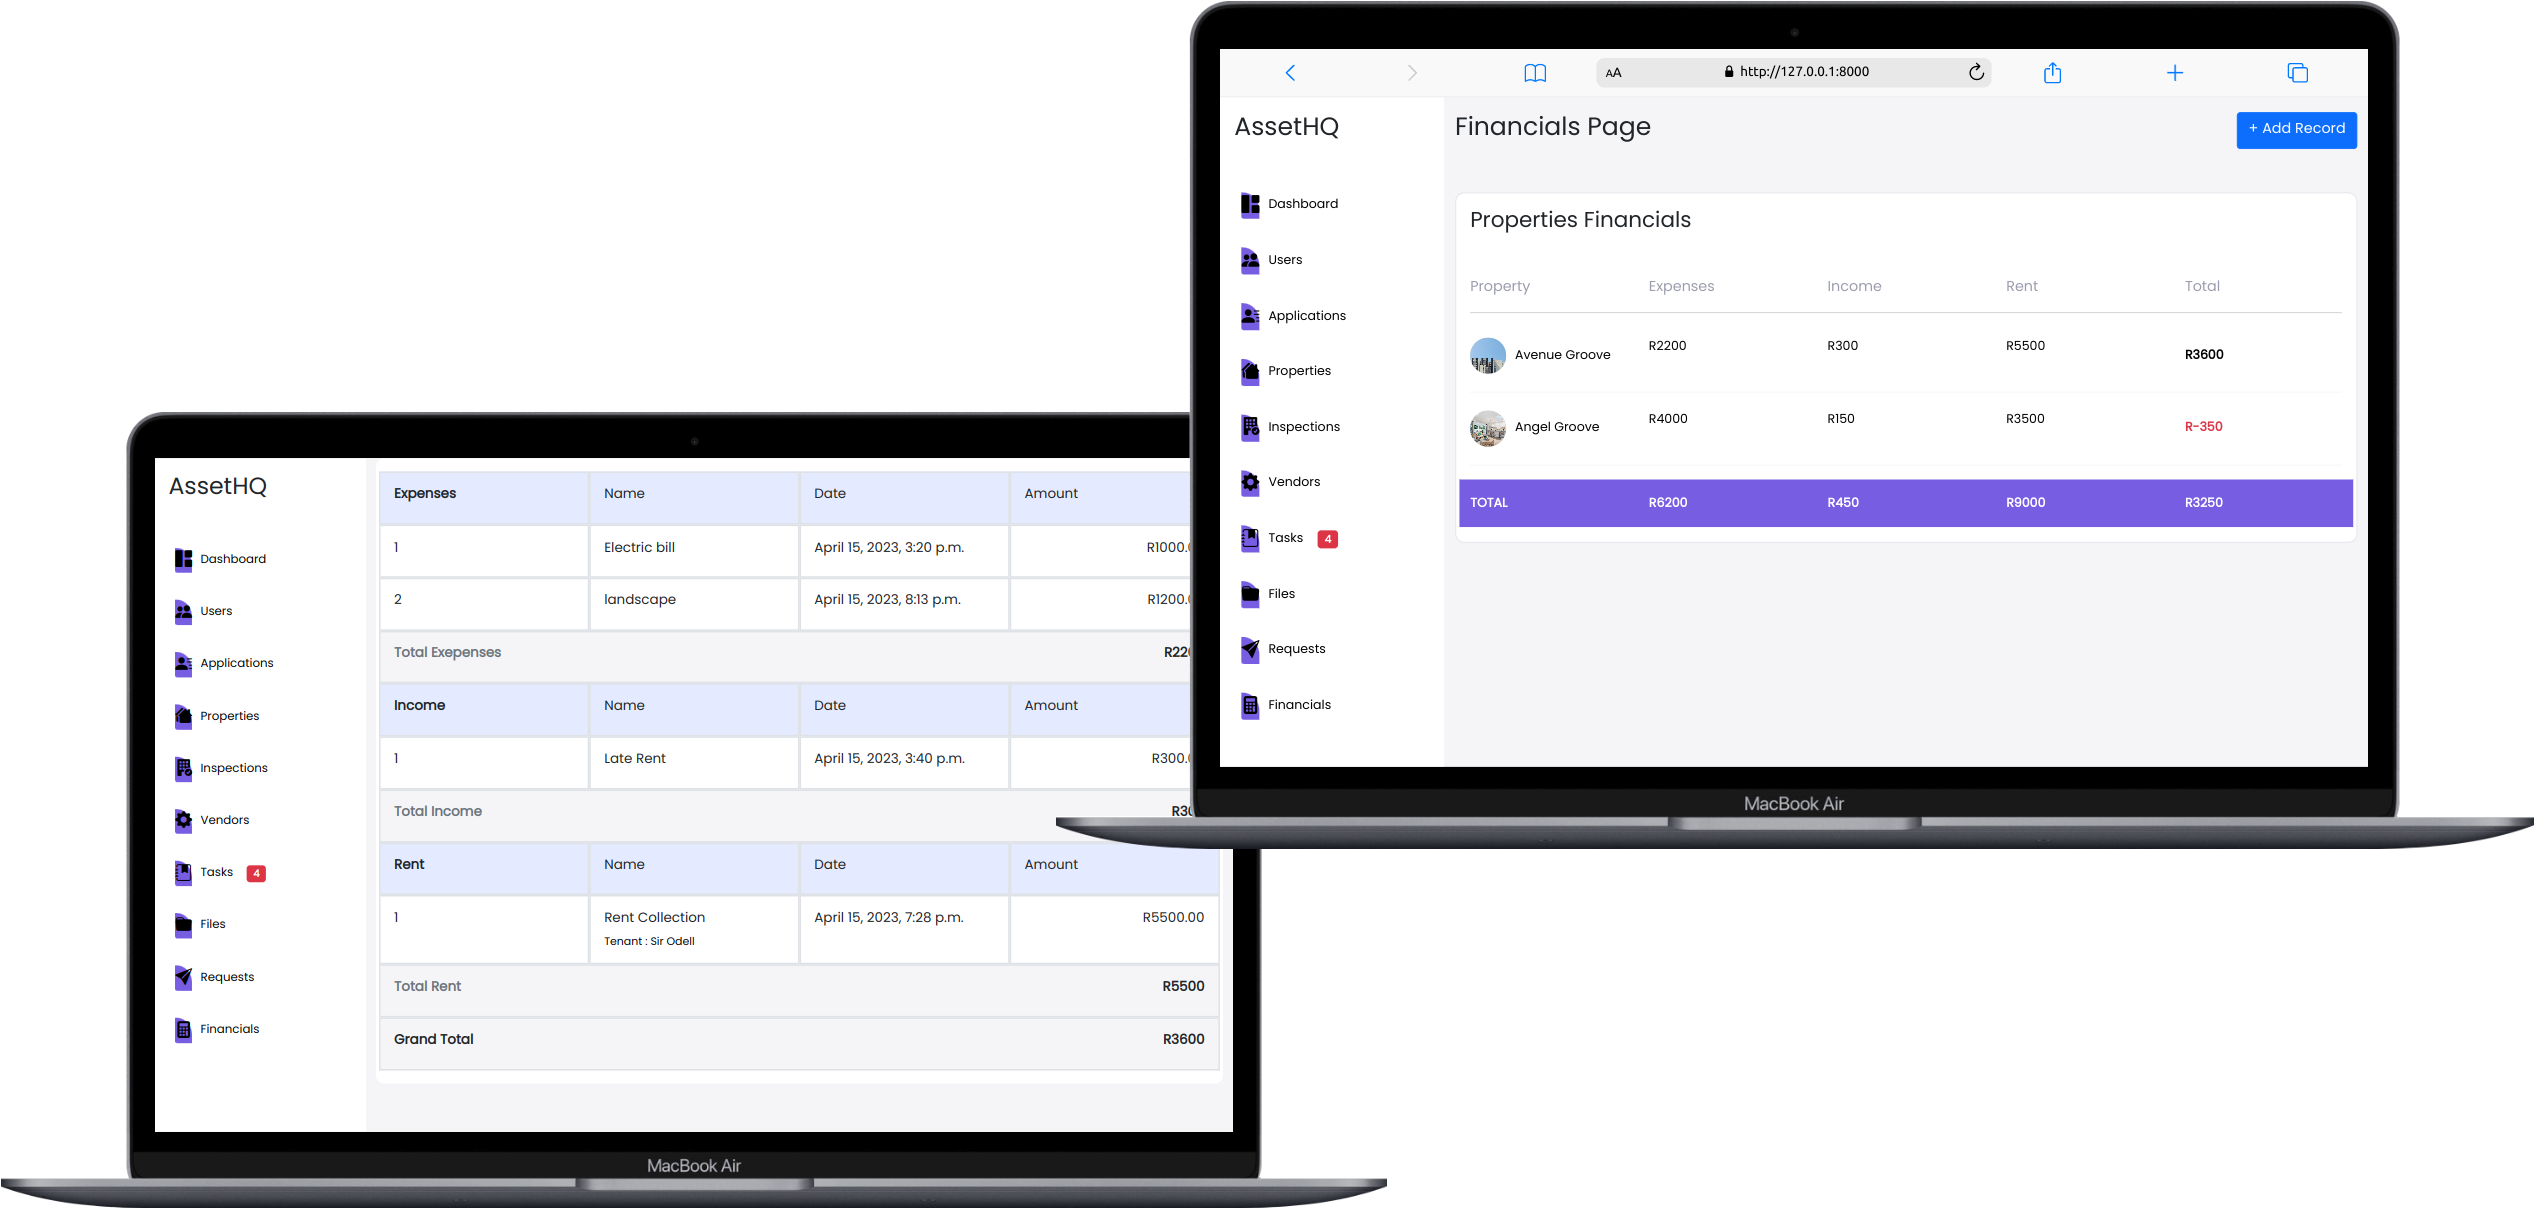 AssetHQ
Dashboard
Users
Applications
Properties
Inspections
Vendors
Tasks 4
Files
Requests
Financials
Expenses Name Date Amount
1 Electric bill April 15, 2023, 3:20 p.m. R1000.
2 landscape April 15, 2023, 8:13 p.m. R1200.
Total Exepenses R22
Income Name Date Amount
1 Late Rent April 15, 2023, 3:40 p.m. R300.
Total Income R3
Rent Name Date Amount
1 Rent Collection April 15, 2023, 7:28 p.m. R5500.00
Tenant : Sir Odell
Total Rent R5500
Grand Total R3600
MacBook Air
AA http://127.0.0.1:8000
AssetHQ
Dashboard
Users
Applications
Properties
Inspections
Vendors
Tasks 4
Files
Requests
Financials
Financials Page + Add Record
Properties Financials
Property Expenses Income Rent Total
Avenue Groove R2200 R300 R5500 R3600
Angel Groove R4000 R150 R3500 R-350
TOTAL R6200 R450 R9000 R3250
MacBook Air